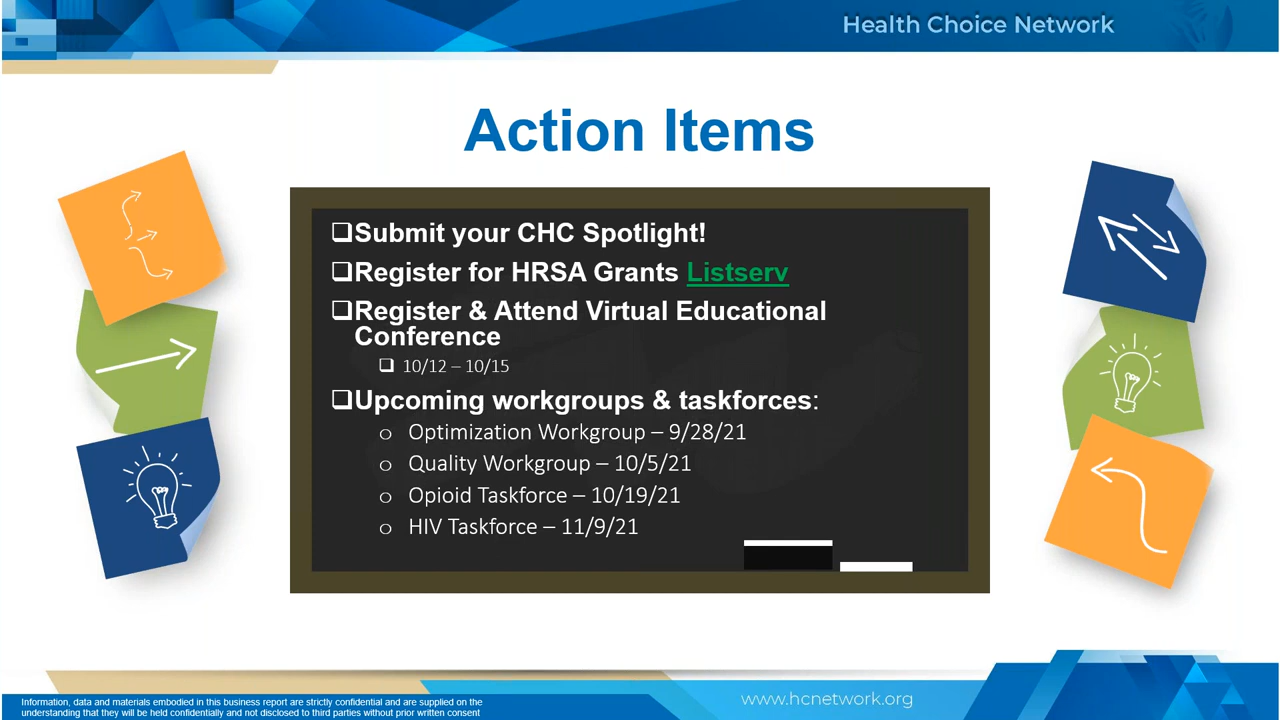 Health Choice Network
Action Items
❑Submit your CHC Spotlight!
❑Register for HRSA Grants Listserv
❑Register & Attend Virtual Educational
Conference
❑ 10/12 – 10/15
❑Upcoming workgroups & taskforces:
o Optimization Workgroup – 9/28/21
o Quality Workgroup – 10/5/21
o Opioid Taskforce – 10/19/21
o HIV Taskforce – 11/9/21
Information, data and materials embodied in this business report are strictly confidential and are supplied on the
understanding that they will be held confidentially and not disclosed to third parties without prior written consent
www.hcnetwork.org